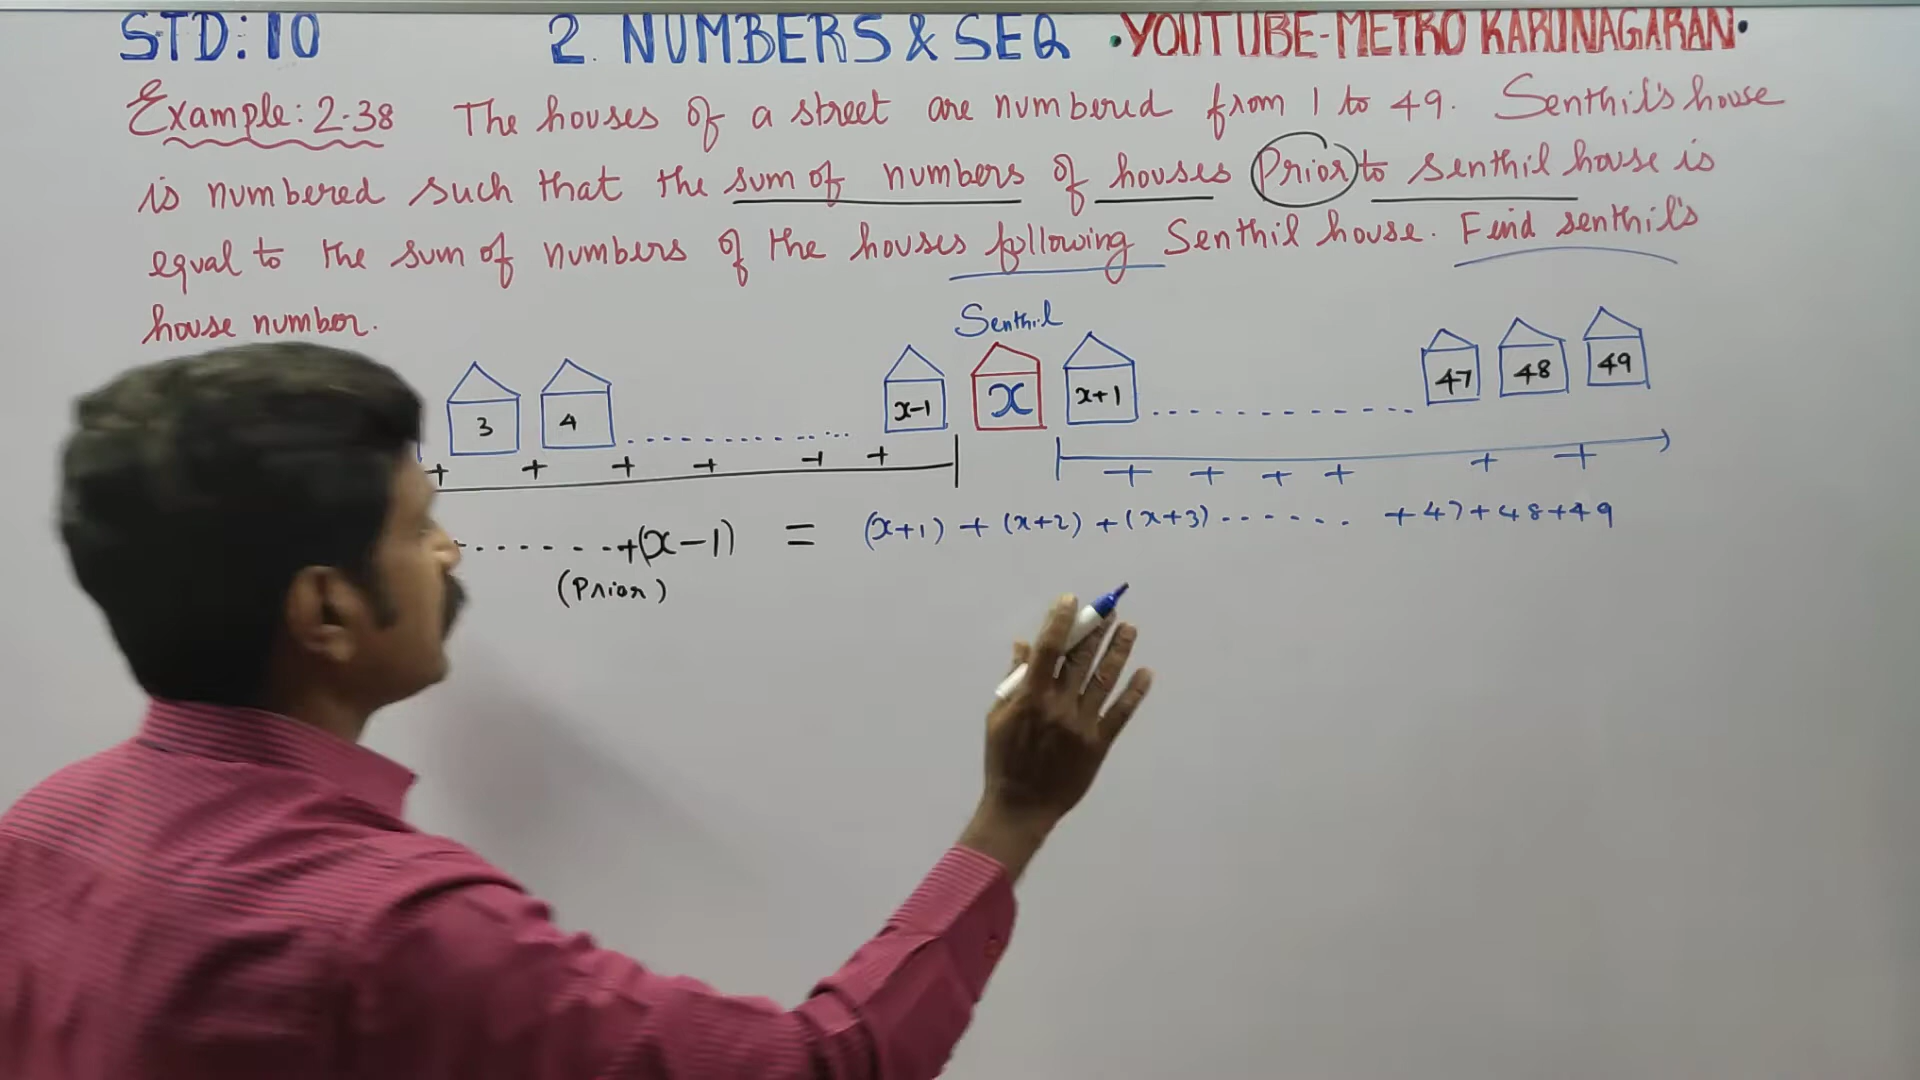 STD: 10 2. NUMBERS & SEQ •YOUTUBE-METRO KARUNAGARAN•
Example: 2.38 The houses of a street are numbered from 1 to 49. Senthil's house
is numbered such that the sum of numbers of houses Prior to senthil house is
equal to the sum of numbers of the houses following Senthil house. Find senthil's
house number.
Senthil
3 4 ............... x-1 x x+1 ............... 47 48 49
+ + + + + + + + + + + +
.......+(x-1) = (x+1) + (x+2) + (x+3) ....... +47+48+49
(Prior)